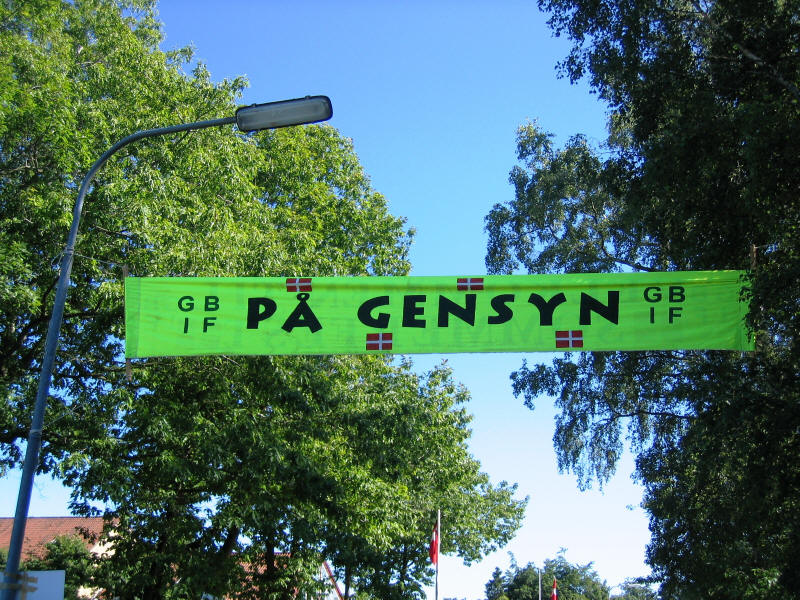 GB IF PÅ GENSYN GB IF